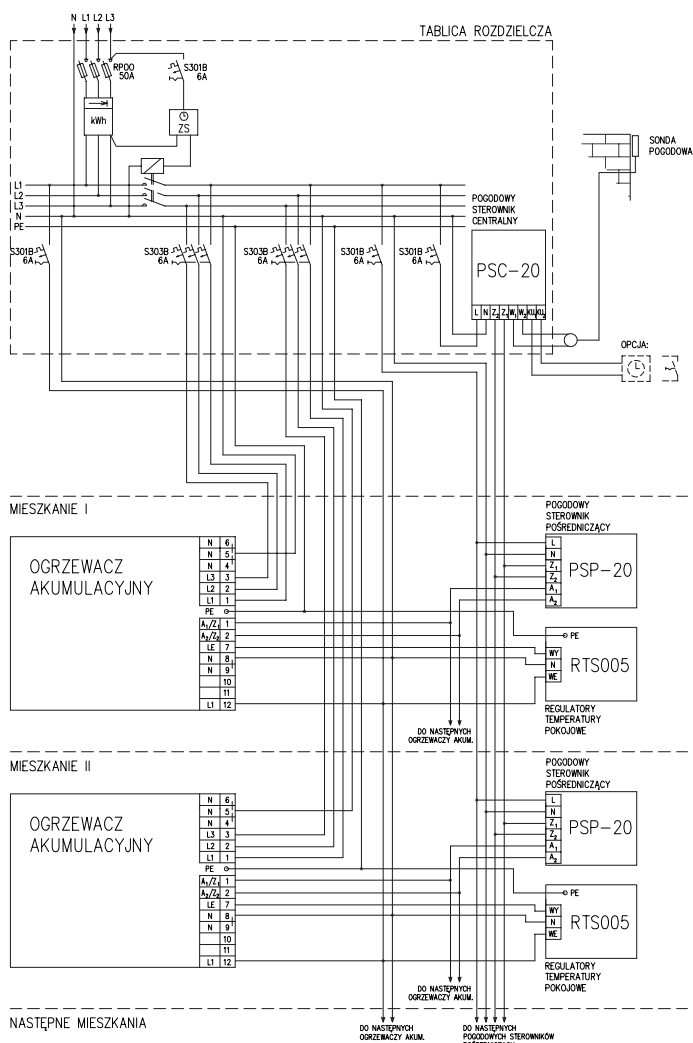 N L1 L2 L3
TABLICA ROZDZIELCZA
RP00
50A
S301B
6A
kWh
ZS
SONDA
POGODOWA
L1
L2
L3
N
PE
POGODOWY
STEROWNIK
CENTRALNY
S301B
6A
S303B
6A
S303B
6A
S301B
6A
S301B
6A
PSC-20
L N Z2 Z1 W1 W2 KU1 KU2
OPCJA:
MIESZKANIE I
OGRZEWACZ
AKUMULACYJNY
N 6
N 5
N 4
L3 3
L2 2
L1 1
PE
A1/Z1 1
A2/Z2 2
LE 7
N 8
N 9
10
11
L1 12
POGODOWY
STEROWNIK
POŚREDNICZĄCY
L
N
Z1
Z2
A1
A2
PSP-20
PE
WY
N
WE
RTS005
REGULATORY
TEMPERATURY
POKOJOWE
DO NASTĘPNYCH
OGRZEWACZY AKUM.
MIESZKANIE II
OGRZEWACZ
AKUMULACYJNY
N 6
N 5
N 4
L3 3
L2 2
L1 1
PE
A1/Z1 1
A2/Z2 2
LE 7
N 8
N 9
10
11
L1 12
POGODOWY
STEROWNIK
POŚREDNICZĄCY
L
N
Z1
Z2
A1
A2
PSP-20
PE
WY
N
WE
RTS005
REGULATORY
TEMPERATURY
POKOJOWE
DO NASTĘPNYCH
OGRZEWACZY AKUM.
NASTĘPNE MIESZKANIA
DO NASTĘPNYCH
OGRZEWACZY AKUM.
DO NASTĘPNYCH
POGODOWYCH STEROWNIKÓW